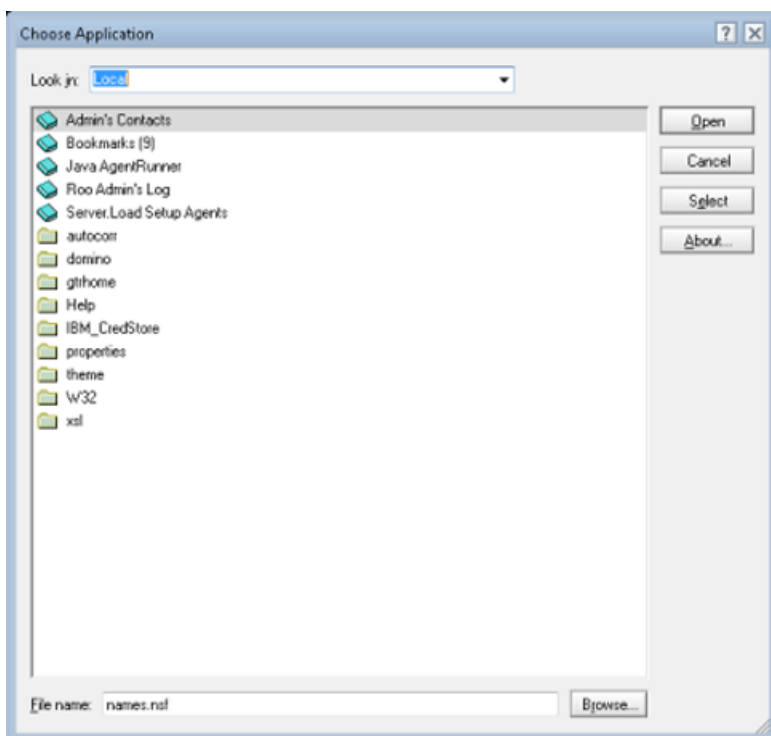 Choose Application
Look in: Local
Admin's Contacts
Open
Bookmarks (9)
Java AgentRunner
Cancel
Roo Admin's Log
Select
Server.Load Setup Agents
autocorr
About...
domino
gtrhome
Help
IBM_CredStore
properties
theme
W32
xsl
File name: names.nsf
Browse...